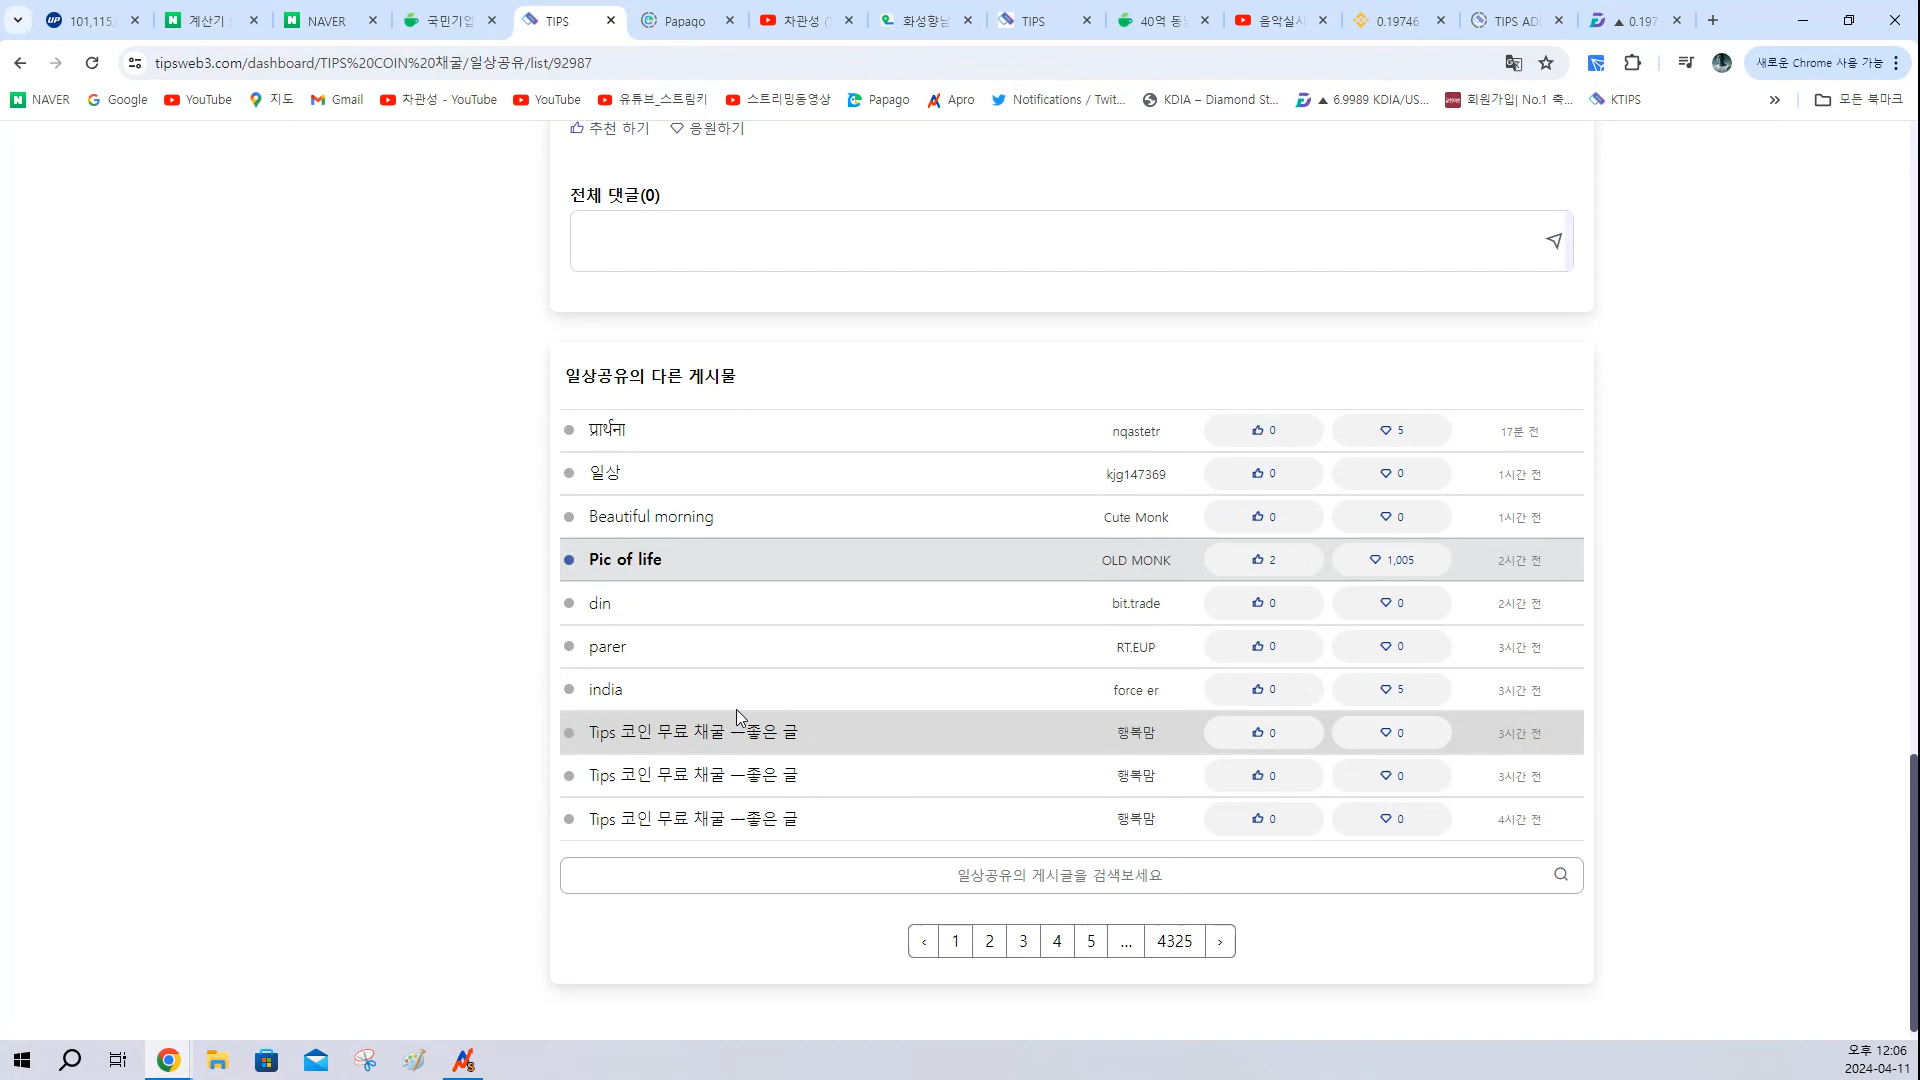 101,115,
계산기 :
NAVER
국민기업
TIPS
Papago
차관성 (
화성향남
TIPS
40억 동
음악실시
0.19746
TIPS AD
▲ 0.197
tipsweb3.com/dashboard/TIPS%20COIN%20채굴/일상공유/list/92987
새로운 Chrome 사용 가능
NAVER
Google
YouTube
지도
Gmail
차관성 - YouTube
YouTube
유튜브_스트림키
스트리밍동영상
Papago
Apro
Notifications / Twit...
KDIA – Diamond St...
▲ 6.9989 KDIA/US...
회원가입| No.1 축...
KTIPS
»
모든 북마크
추천 하기 응원하기
전체 댓글(0)
일상공유의 다른 게시물
प्रार्थना nqastetr 0 5 17분 전
일상 kjg147369 0 0 1시간 전
Beautiful morning Cute Monk 0 0 1시간 전
Pic of life OLD MONK 2 1,005 2시간 전
din bit.trade 0 0 2시간 전
parer RT.EUP 0 0 3시간 전
india force er 0 5 3시간 전
Tips 코인 무료 채굴 ㅡ좋은 글 행복맘 0 0 3시간 전
Tips 코인 무료 채굴 ㅡ좋은 글 행복맘 0 0 3시간 전
Tips 코인 무료 채굴 ㅡ좋은 글 행복맘 0 0 4시간 전
일상공유의 게시글을 검색보세요
‹ 1 2 3 4 5 ... 4325 ›
오후 12:06
2024-04-11